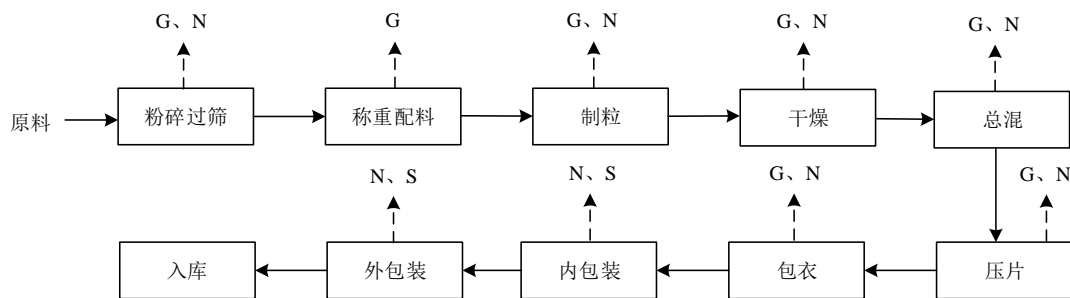 G、N
G
G、N
G、N
G、N
原料
粉碎过筛
称重配料
制粒
干燥
总混
N、S
N、S
G、N
G、N
入库
外包装
内包装
包衣
压片